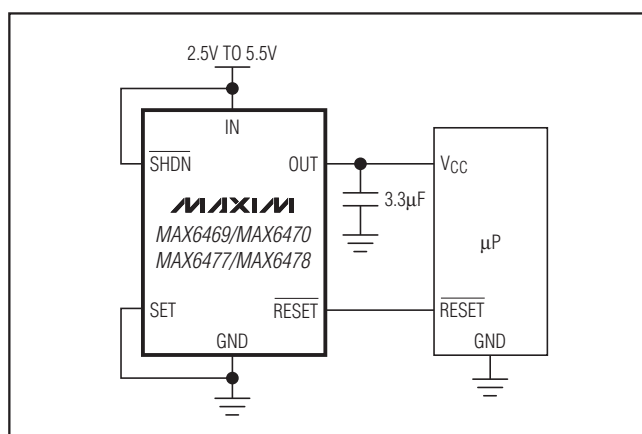 2.5V TO 5.5V
IN
SHDN
OUT
VCC
MAXIM
3.3µF
MAX6469/MAX6470
MAX6477/MAX6478
µP
SET
RESET
RESET
GND
GND